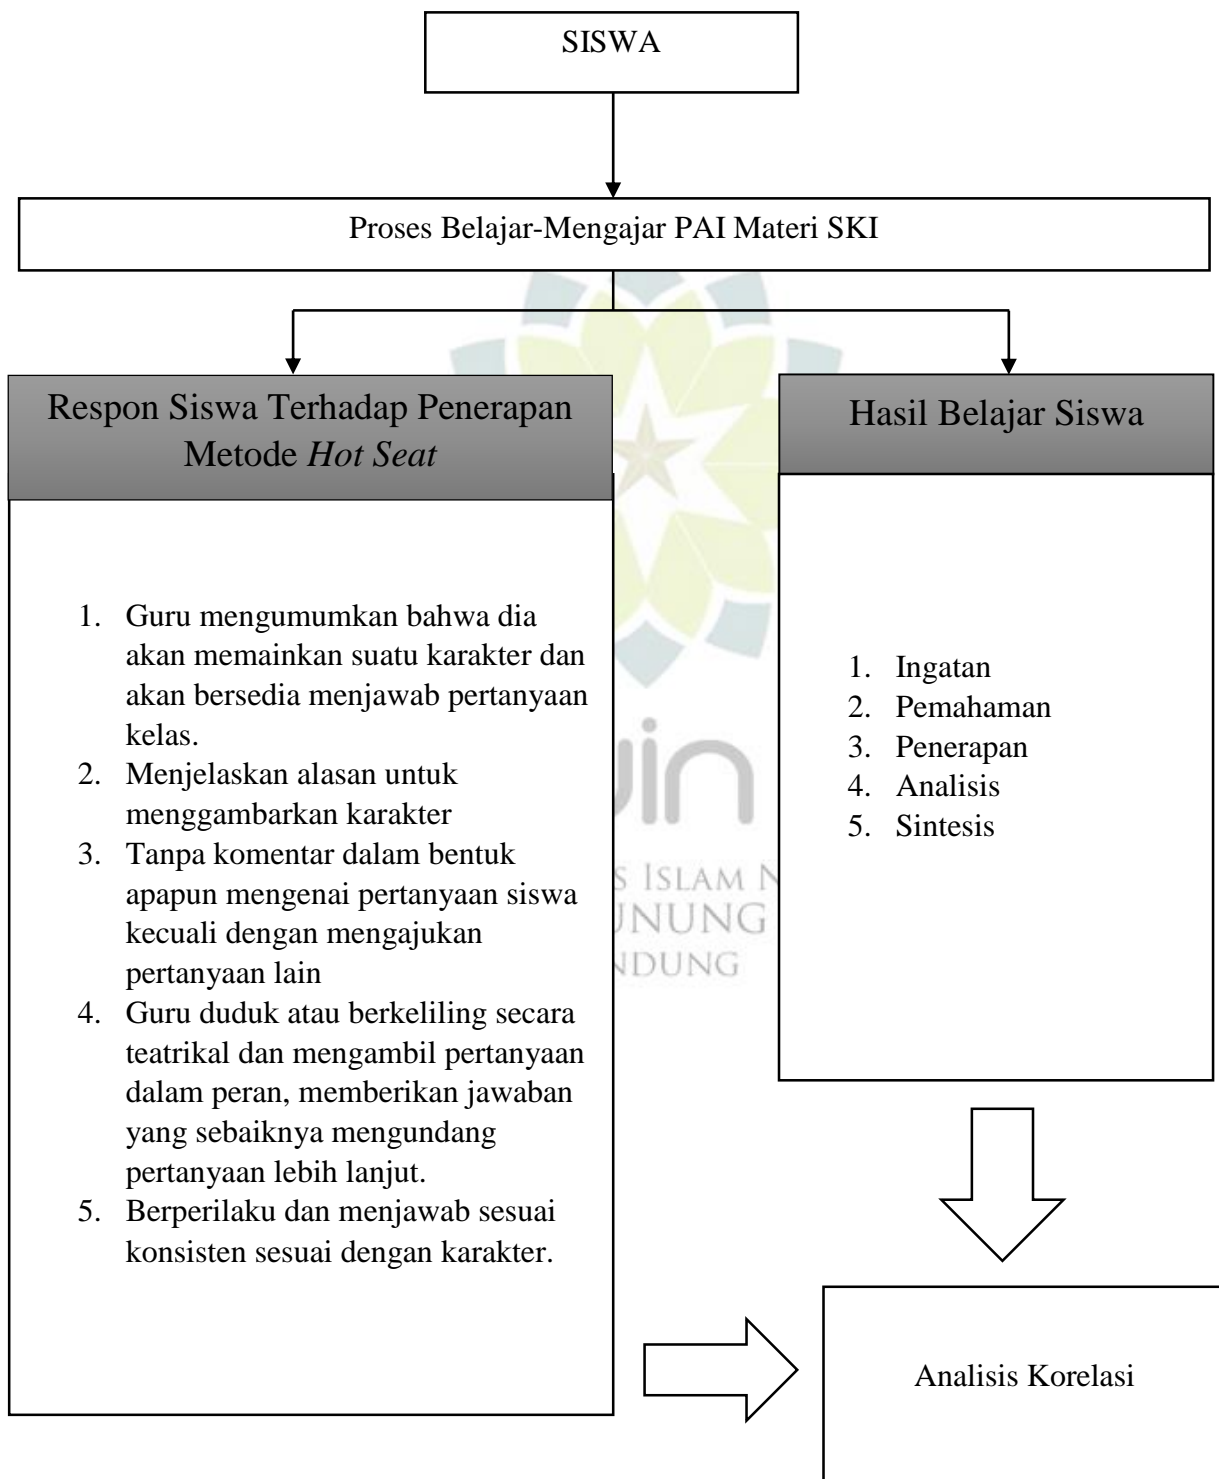 SISWA
Proses Belajar-Mengajar PAI Materi SKI
Respon Siswa Terhadap Penerapan
Metode Hot Seat
1. Guru mengumumkan bahwa dia
akan memainkan suatu karakter dan
akan bersedia menjawab pertanyaan
kelas.
2. Menjelaskan alasan untuk
menggambarkan karakter
3. Tanpa komentar dalam bentuk
apapun mengenai pertanyaan siswa
kecuali dengan mengajukan
pertanyaan lain
4. Guru duduk atau berkeliling secara
teatrikal dan mengambil pertanyaan
dalam peran, memberikan jawaban
yang sebaiknya mengundang
pertanyaan lebih lanjut.
5. Berperilaku dan menjawab sesuai
konsisten sesuai dengan karakter.
Hasil Belajar Siswa
1. Ingatan
2. Pemahaman
3. Penerapan
4. Analisis
5. Sintesis
Analisis Korelasi
ISLAM